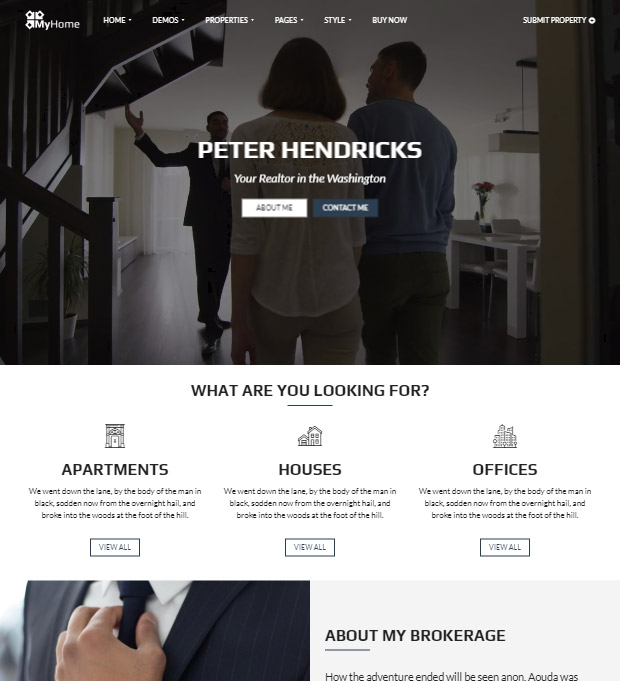 MyHome HOME DEMOS PROPERTIES PAGES STYLE BUY NOW SUBMIT PROPERTY
PETER HENDRICKS
Your Realtor in the Washington
ABOUT ME CONTACT ME
WHAT ARE YOU LOOKING FOR?
APARTMENTS
We went down the lane, by the body of the man in
black, sodden now from the overnight hail, and
broke into the woods at the foot of the hill.
VIEW ALL
HOUSES
We went down the lane, by the body of the man in
black, sodden now from the overnight hail, and
broke into the woods at the foot of the hill.
VIEW ALL
OFFICES
We went down the lane, by the body of the man in
black, sodden now from the overnight hail, and
broke into the woods at the foot of the hill.
VIEW ALL
ABOUT MY BROKERAGE
How the adventure ended will be seen anon. Aouda was